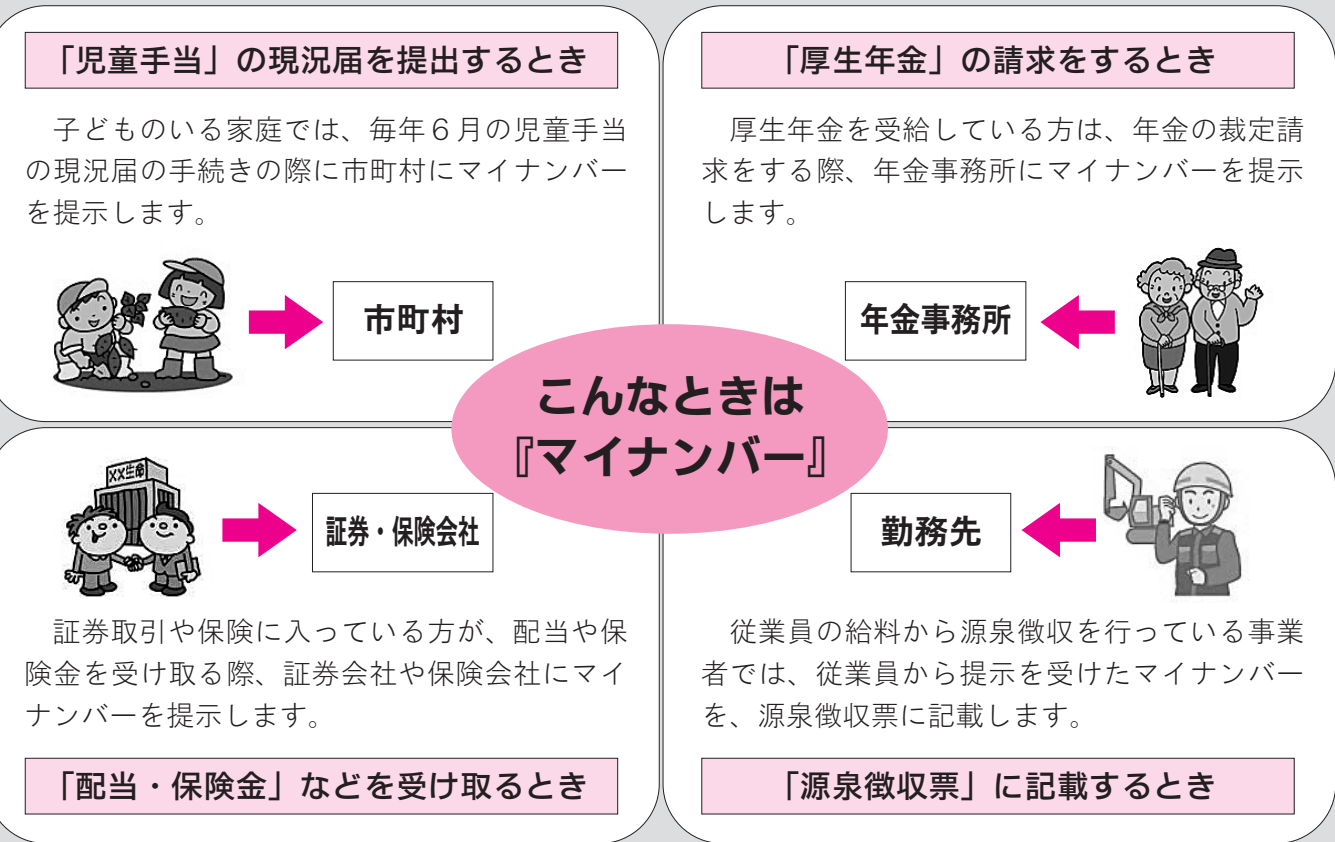 「児童手当」の現況届を提出するとき
子どものいる家庭では、毎年６月の児童手当
の現況届の手続きの際に市町村にマイナンバー
を提示します。
市町村
「厚生年金」の請求をするとき
厚生年金を受給している方は、年金の裁定請
求をする際、年金事務所にマイナンバーを提示
します。
年金事務所
こんなときは
『マイナンバー』
XX生命
証券・保険会社
証券取引や保険に入っている方が、配当や保
険金を受け取る際、証券会社や保険会社にマイ
ナンバーを提示します。
「配当・保険金」などを受け取るとき
勤務先
従業員の給料から源泉徴収を行っている事業
者では、従業員から提示を受けたマイナンバー
を、源泉徴収票に記載します。
「源泉徴収票」に記載するとき